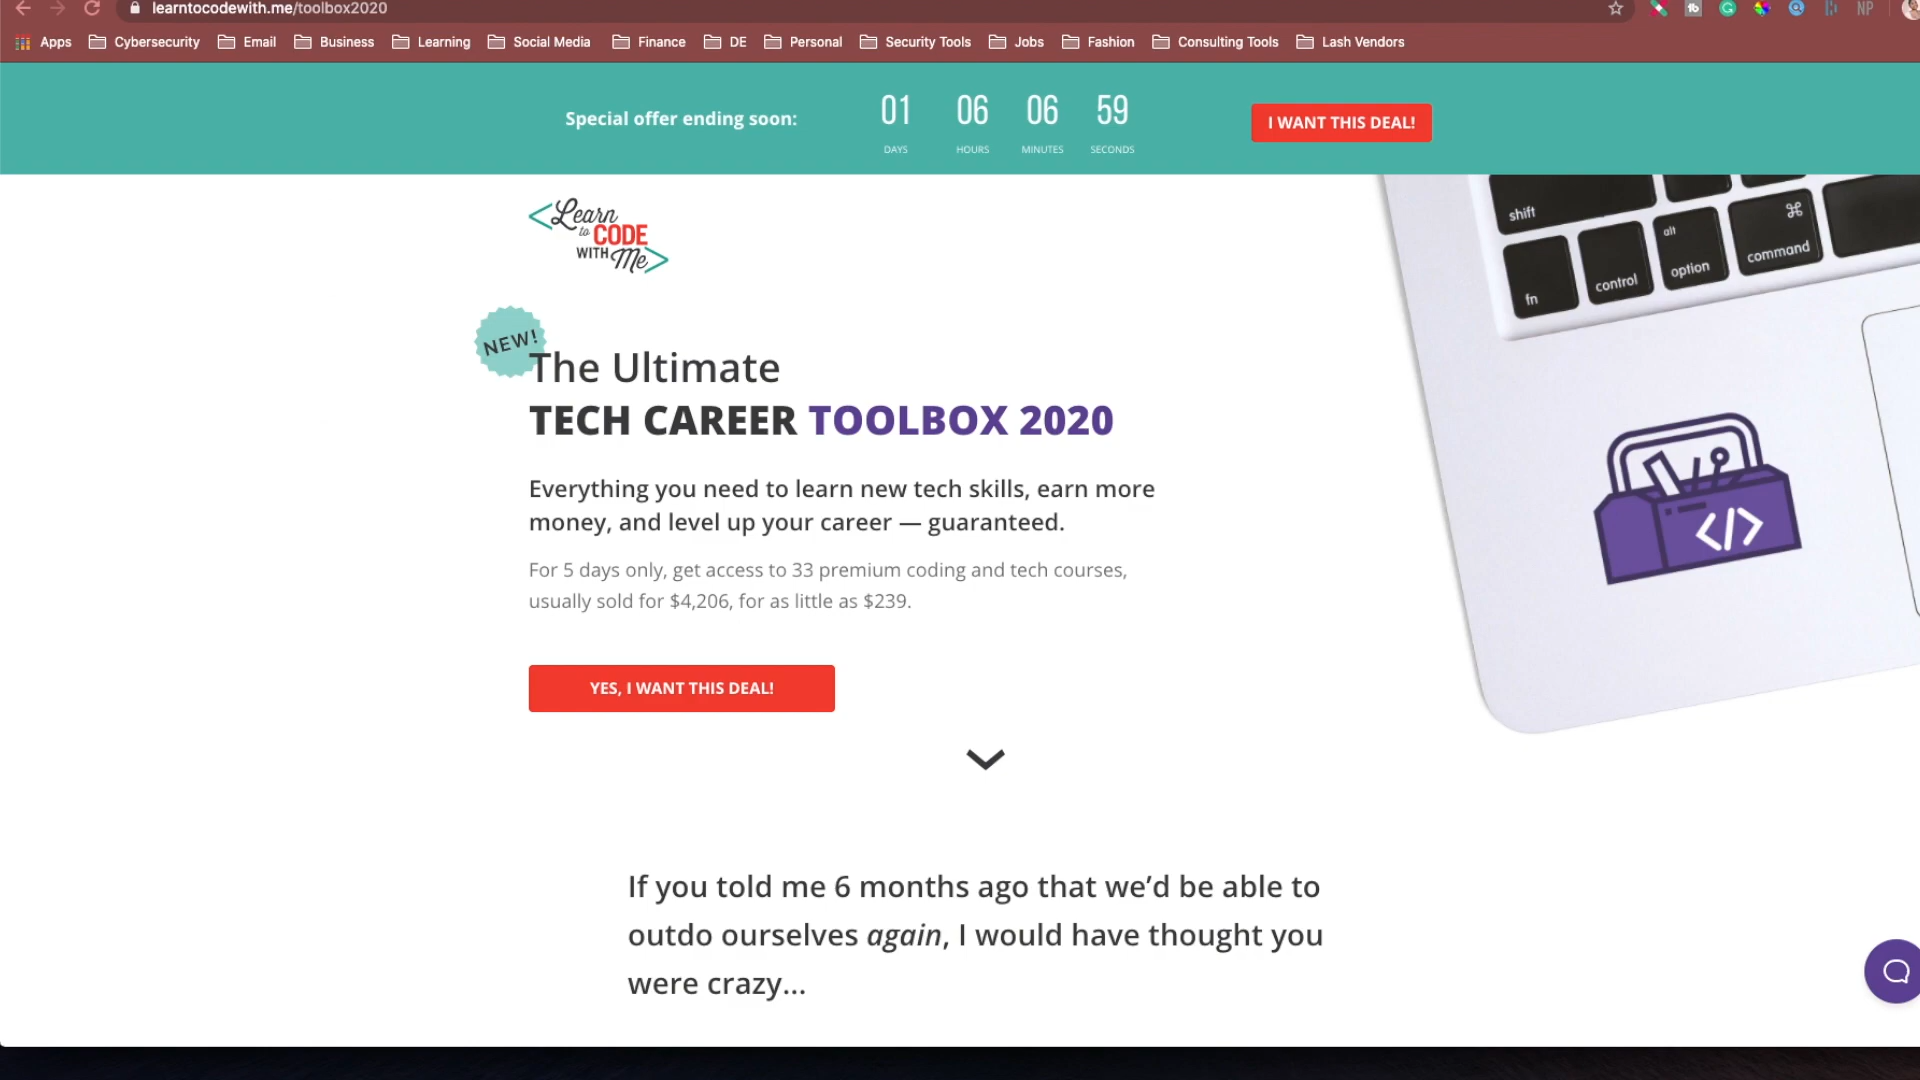 learntocodewith.me/toolbox2020
NP
Apps Cybersecurity Email Business Learning Social Media Finance DE Personal Security Tools Jobs Fashion Consulting Tools Lash Vendors
Special offer ending soon:
01 06 06 59
DAYS HOURS MINUTES SECONDS
I WANT THIS DEAL!
Learn
to CODE
WITH Me
shift
fn
control
alt
option
⌘
command
NEW!
The Ultimate
TECH CAREER TOOLBOX 2020
Everything you need to learn new tech skills, earn more
money, and level up your career — guaranteed.
For 5 days only, get access to 33 premium coding and tech courses,
usually sold for $4,206, for as little as $239.
</>
YES, I WANT THIS DEAL!
If you told me 6 months ago that we’d be able to
outdo ourselves again, I would have thought you
were crazy...